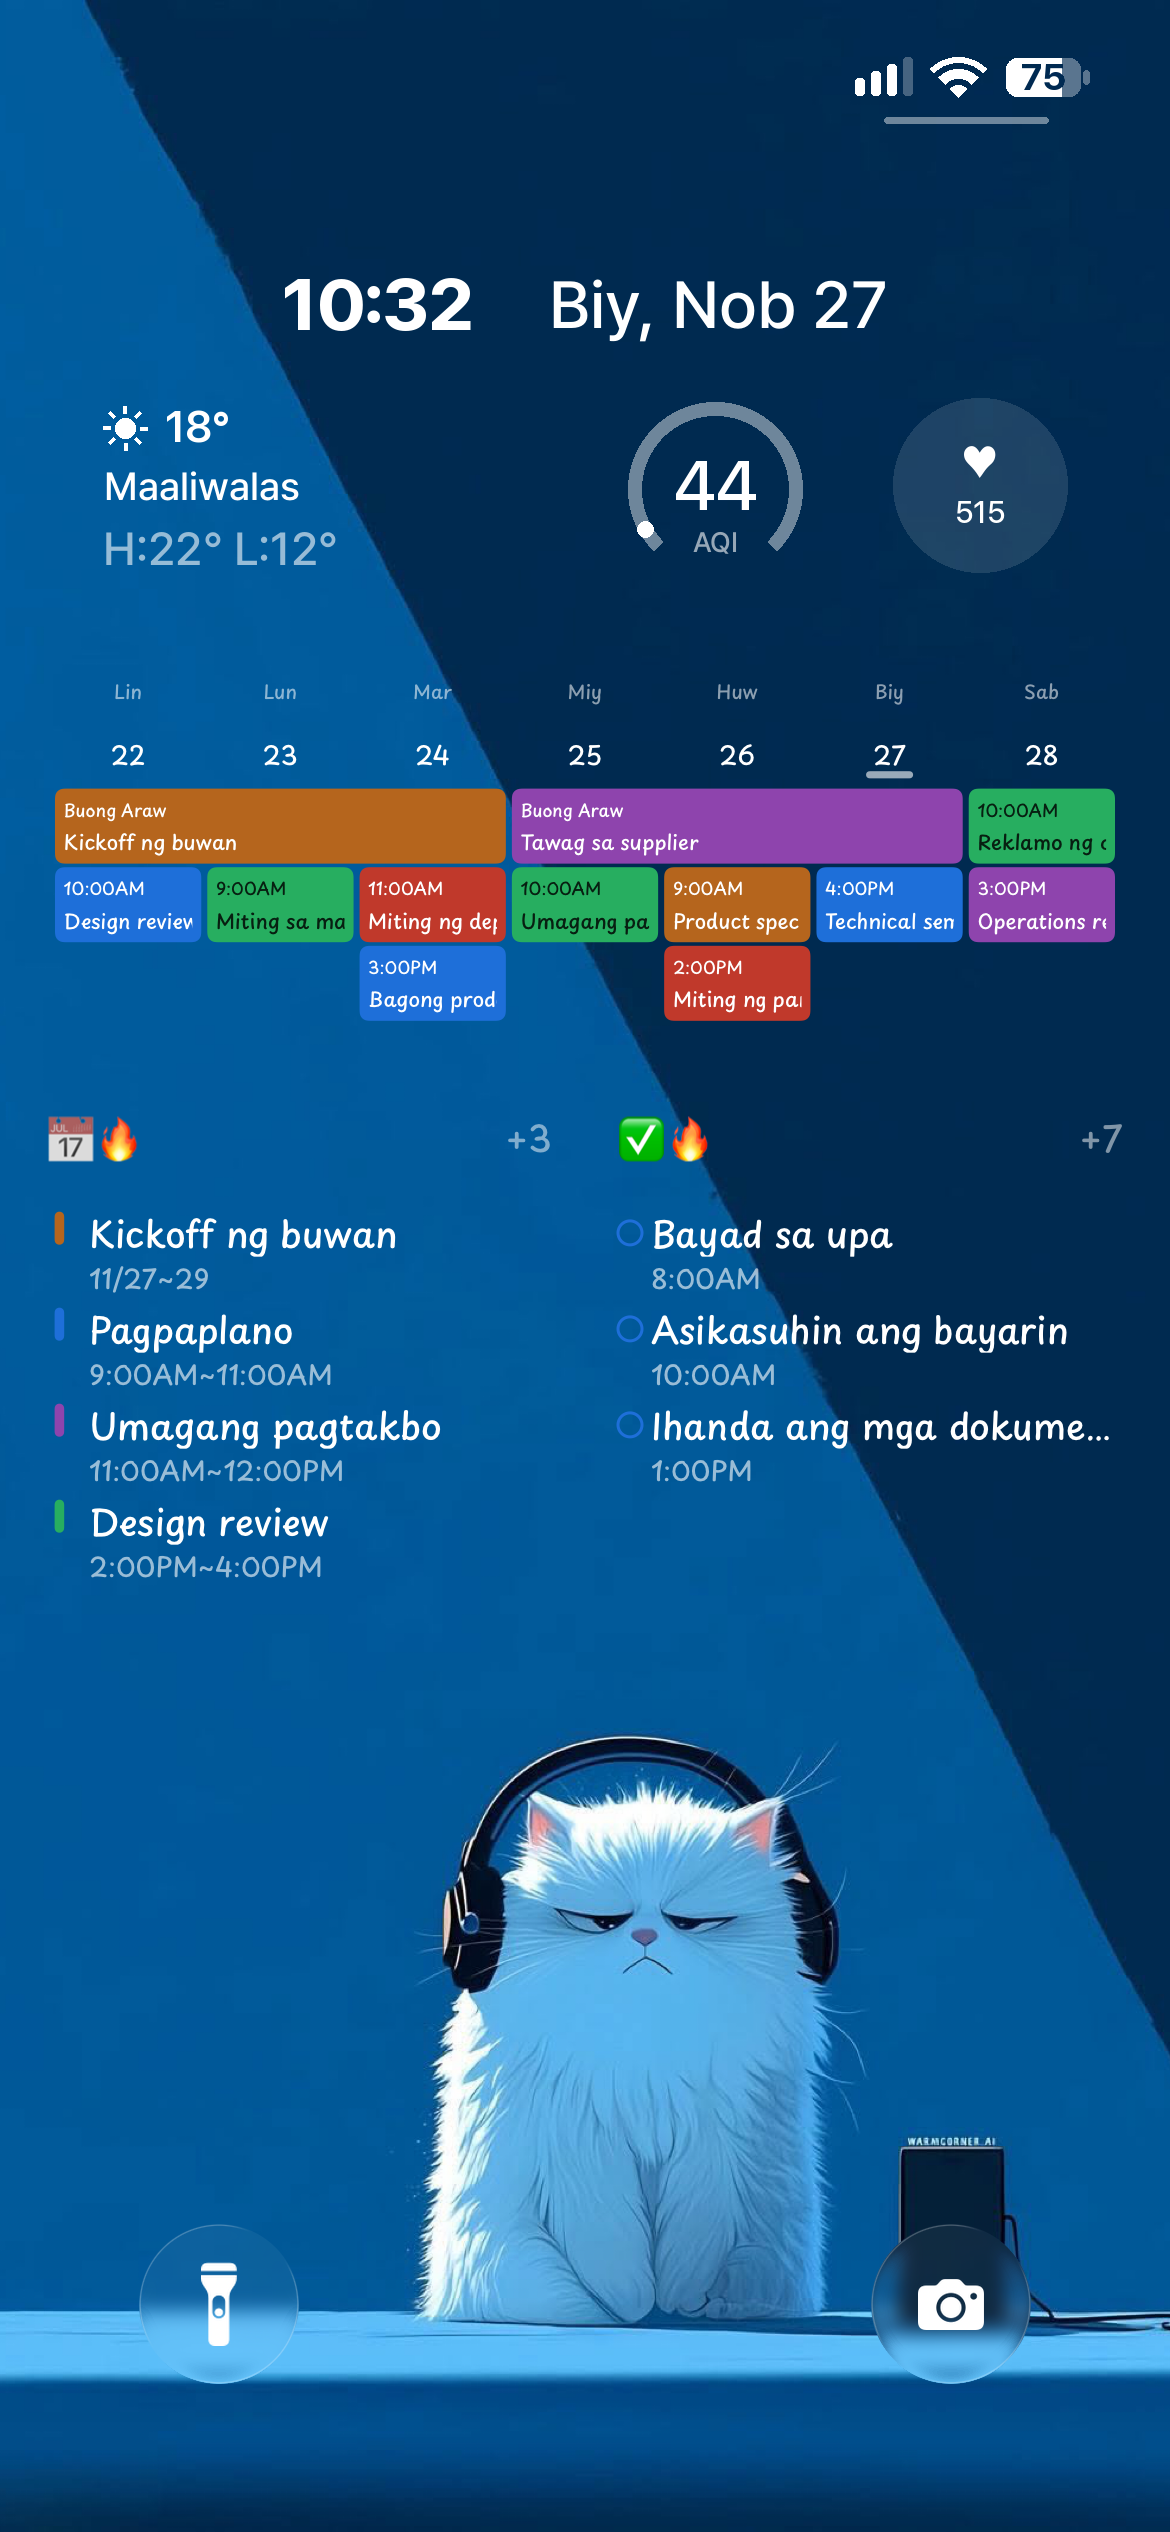 75
10:32 Biy, Nob 27
18°
Maaliwalas
H:22° L:12°
44
AQI
515
Lin Lun Mar Miy Huw Biy Sab
22 23 24 25 26 27 28
Buong Araw
Kickoff ng buwan
Buong Araw
Tawag sa supplier
10:00AM
Reklamo ng
10:00AM
Design review
9:00AM
Miting sa ma
11:00AM
Miting ng dep
10:00AM
Umagang pa
9:00AM
Product spec
4:00PM
Technical sem
3:00PM
Operations re
3:00PM
Bagong prod
2:00PM
Miting ng pa
JUL
17
+3
Kickoff ng buwan
11/27~29
Pagpaplano
9:00AM~11:00AM
Umagang pagtakbo
11:00AM~12:00PM
Design review
2:00PM~4:00PM
+7
Bayad sa upa
8:00AM
Asikasuhin ang bayarin
10:00AM
Ihanda ang mga dokume...
1:00PM
WARMCORNER.AI